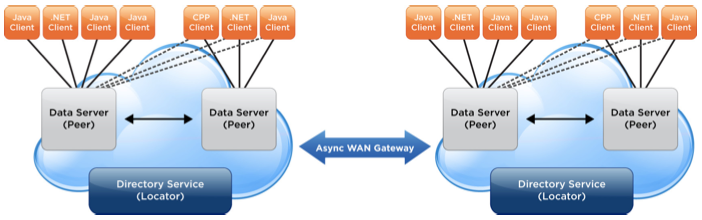 Java
Client
.NET
Client
Java
Client
Java
Client
CPP
Client
.NET
Client
Java
Client
Java
Client
.NET
Client
Java
Client
Java
Client
CPP
Client
.NET
Client
Java
Client
Data Server
(Peer)
Data Server
(Peer)
Data Server
(Peer)
Data Server
(Peer)
Async WAN Gateway
Directory Service
(Locator)
Directory Service
(Locator)